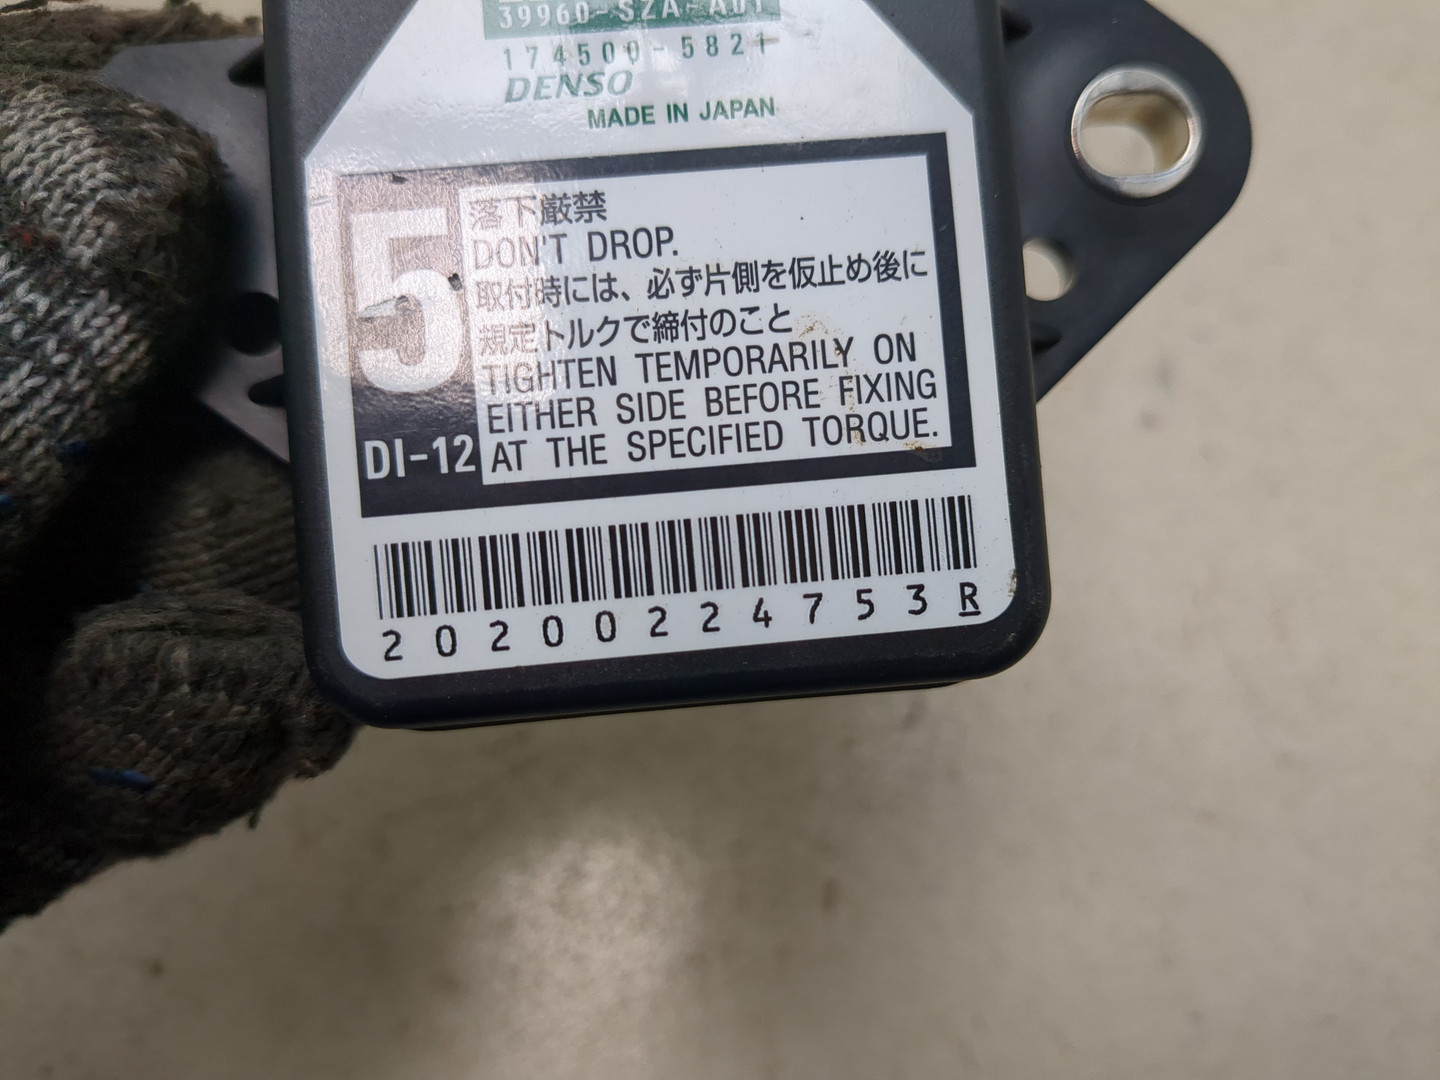 39960-SZA-A01
174500-5821
DENSO
MADE IN JAPAN
5
落下厳禁
DON'T DROP.
取付時には、必ず片側を仮止め後に
規定トルクで締付のこと
TIGHTEN TEMPORARILY ON
EITHER SIDE BEFORE FIXING
AT THE SPECIFIED TORQUE.
DI-12
20200224753R